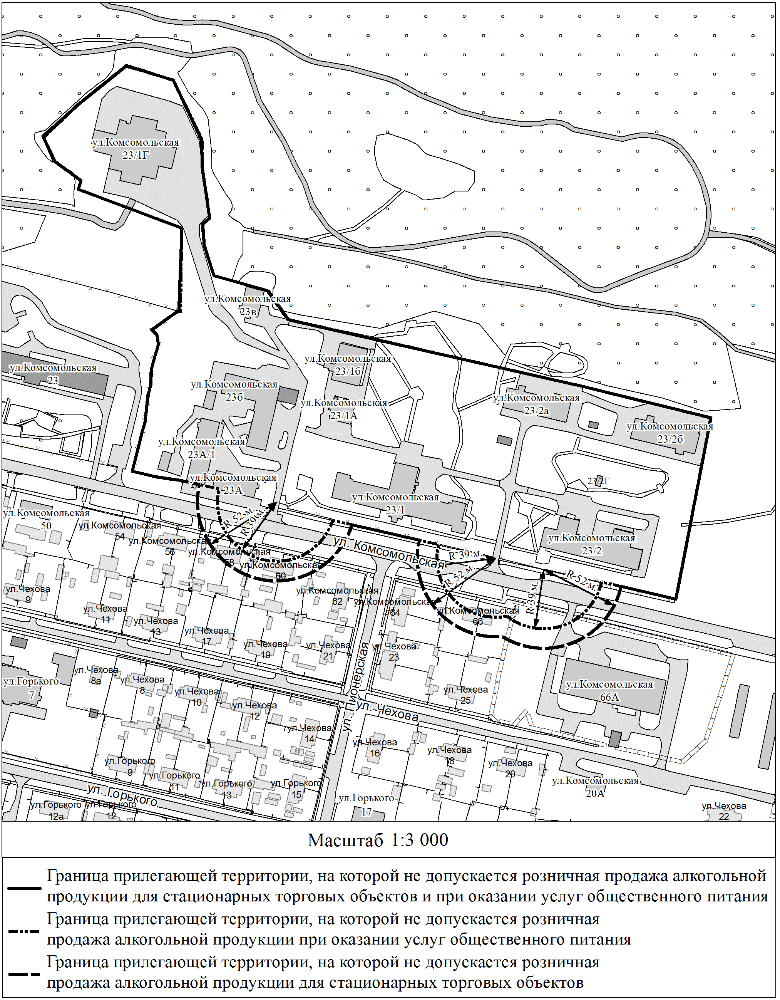 ул.Комсомольская
23/1Г
ул.Комсомольская
23в
ул.Комсомольская
23
ул.Комсомольская
23/1б
ул.Комсомольская
23б
ул.Комсомольская
23/1А
ул.Комсомольская
23/2а
ул.Комсомольская
23/2б
ул.Комсомольская
23А/1
ул.Комсомольская
23А
23/2Г
ул.Комсомольская
23/1
ул.Комсомольская
50
ул.Комсомольская
54
ул.Комсомольская
56
ул.Комсомольская
58
ул.Комсомольская
60
R 52 м.
R 39 м.
ул. Комсомольская
R 39 м.
R 52 м.
ул.Комсомольская
23/2
R 39 м.
R 52 м.
ул.Чехова
9
ул.Чехова
11
ул.Чехова
13
ул.Чехова
17
ул.Чехова
19
ул.Чехова
21
ул.Комсомольская
62
ул.Комсомольская
64
ул.Комсомольская
66
ул.Чехова
23
ул.Чехова
25
ул.Комсомольская
66А
ул. Пионерская
ул. Чехова
ул.Горького
7
ул.Чехова
8а
ул.Чехова
8
ул.Чехова
10
ул.Чехова
12
ул.Чехова
14
ул.Чехова
16
ул.Чехова
18
ул.Чехова
20
ул.Горького
9
ул.Горького
11
ул.Горького
13
ул.Горького
15
ул. Горького
ул.Горького
12а
ул.Горького
12
ул.Горького
17
ул.Комсомольская
20А
ул.Чехова
22
Масштаб 1:3 000
Граница прилегающей территории, на которой не допускается розничная продажа алкогольной
продукции для стационарных торговых объектов и при оказании услуг общественного питания
Граница прилегающей территории, на которой не допускается розничная
продажа алкогольной продукции при оказании услуг общественного питания
Граница прилегающей территории, на которой не допускается розничная
продажа алкогольной продукции для стационарных торговых объектов